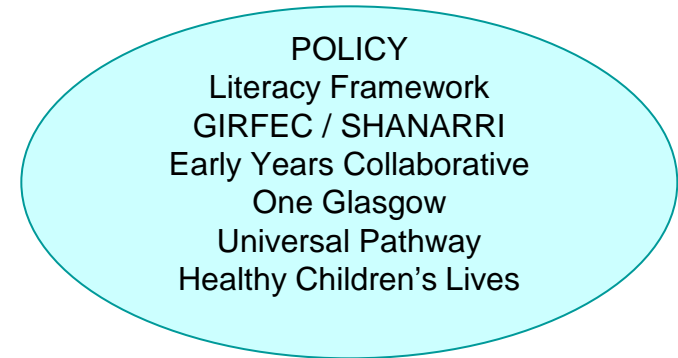 POLICY
Literacy Framework
GIRFEC / SHANARRI
Early Years Collaborative
One Glasgow
Universal Pathway
Healthy Children’s Lives